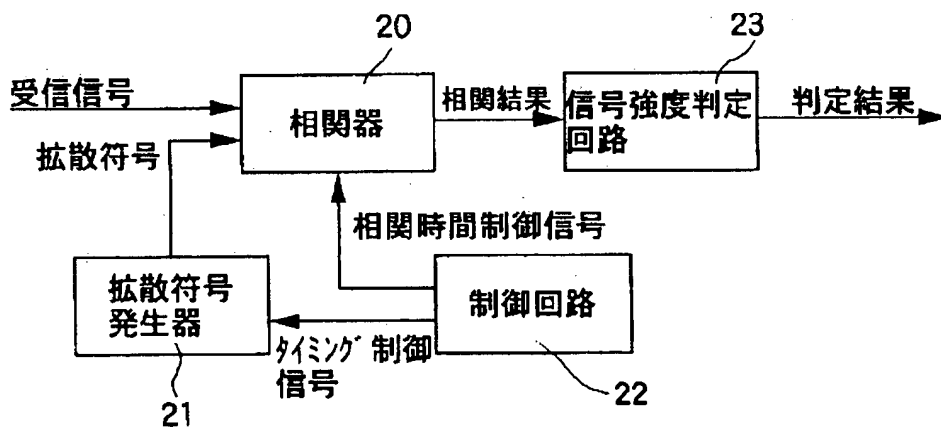 20
23
受信信号
相関器
相関結果
信号強度判定
回路
判定結果
拡散符号
相関時間制御信号
拡散符号
発生器
制御回路
タイミング制御
信号
21
22